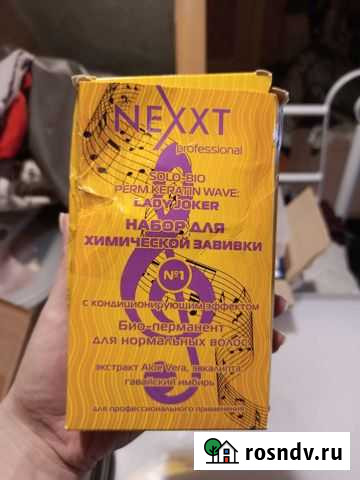 NEXXT
professional
SOLO-BIO
PERM.KERATIN WAVE:
LADY JOKER
НАБОР ДЛЯ
ХИМИЧЕСКОЙ ЗАВИВКИ
№1
с кондиционирующим эффектом
Био-перманент
для нормальных волос
экстракт Aloe Vera, эвкалипта,
гавайский имбирь
для профессионального применения
rosndv.ru